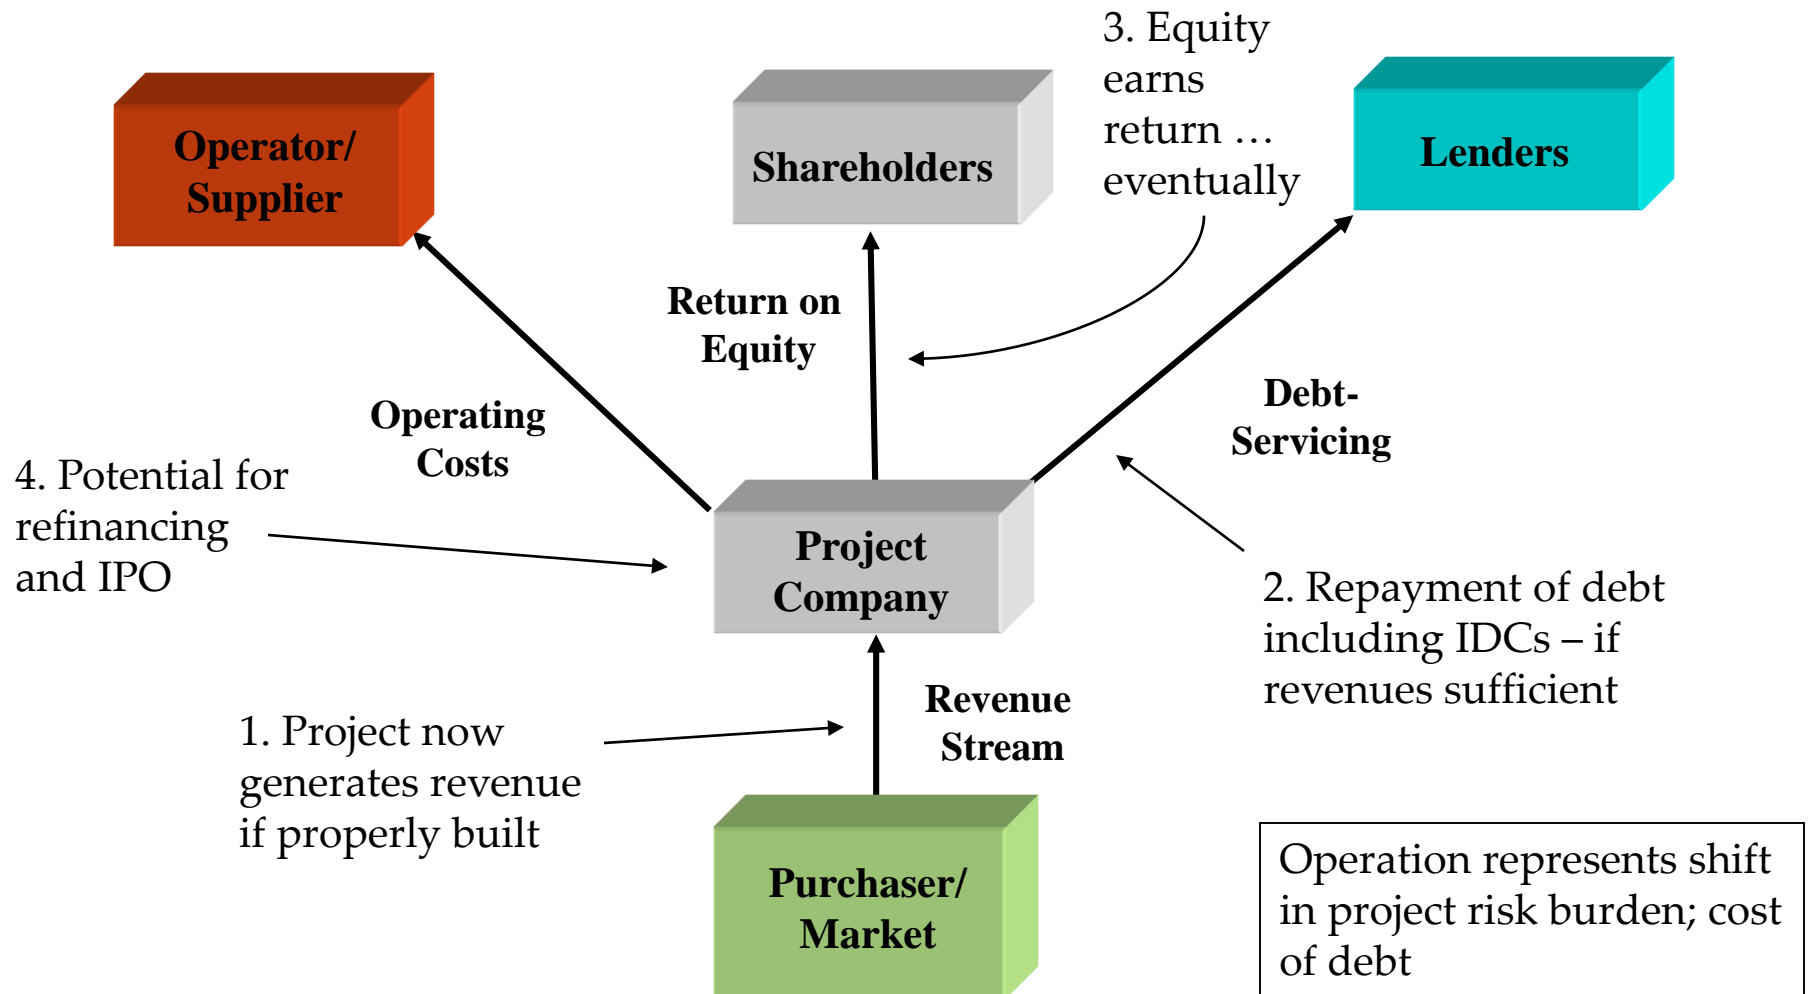 3. Equity
earns
return …
eventually
Operator/
Supplier
Shareholders
Lenders
Return on
Equity
Operating
Costs
Debt-
Servicing
4. Potential for
refinancing
and IPO
Project
Company
2. Repayment of debt
including IDCs – if
revenues sufficient
1. Project now
generates revenue
if properly built
Revenue
Stream
Purchaser/
Market
Operation represents shift
in project risk burden; cost
of debt